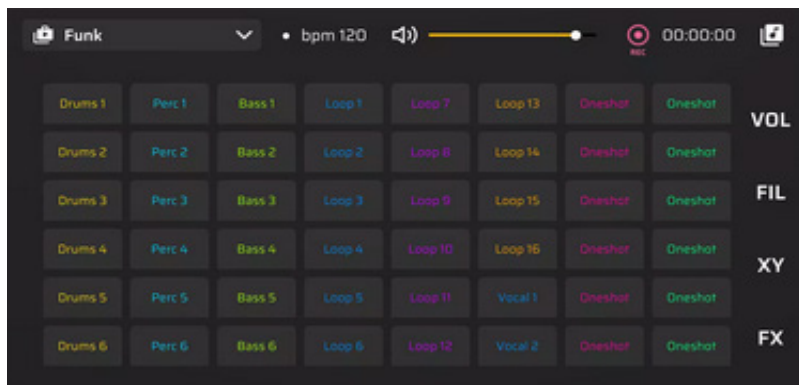 Funk bpm 120 REC 00:00:00
Drums 1 Perc 1 Bass 1 Loop 1 Loop 7 Loop 13 Oneshot Oneshot
VOL
Drums 2 Perc 2 Bass 2 Loop 2 Loop 8 Loop 14 Oneshot Oneshot
Drums 3 Perc 3 Bass 3 Loop 3 Loop 9 Loop 15 Oneshot Oneshot
FIL
Drums 4 Perc 4 Bass 4 Loop 4 Loop 10 Loop 16 Oneshot Oneshot
XY
Drums 5 Perc 5 Bass 5 Loop 5 Loop 11 Vocal 1 Oneshot Oneshot
Drums 6 Perc 6 Bass 6 Loop 6 Loop 12 Vocal 2 Oneshot Oneshot
FX